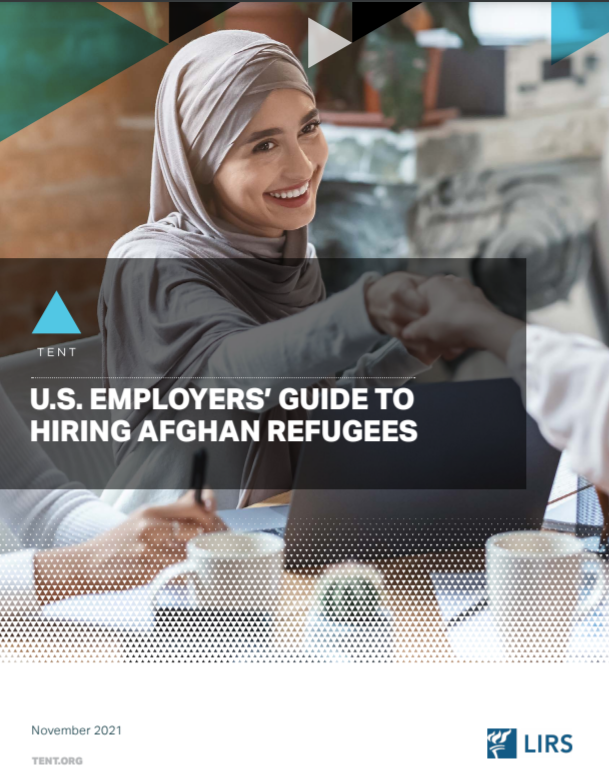 TENT
U.S. EMPLOYERS’ GUIDE TO
HIRING AFGHAN REFUGEES
November 2021
TENT.ORG
LIRS